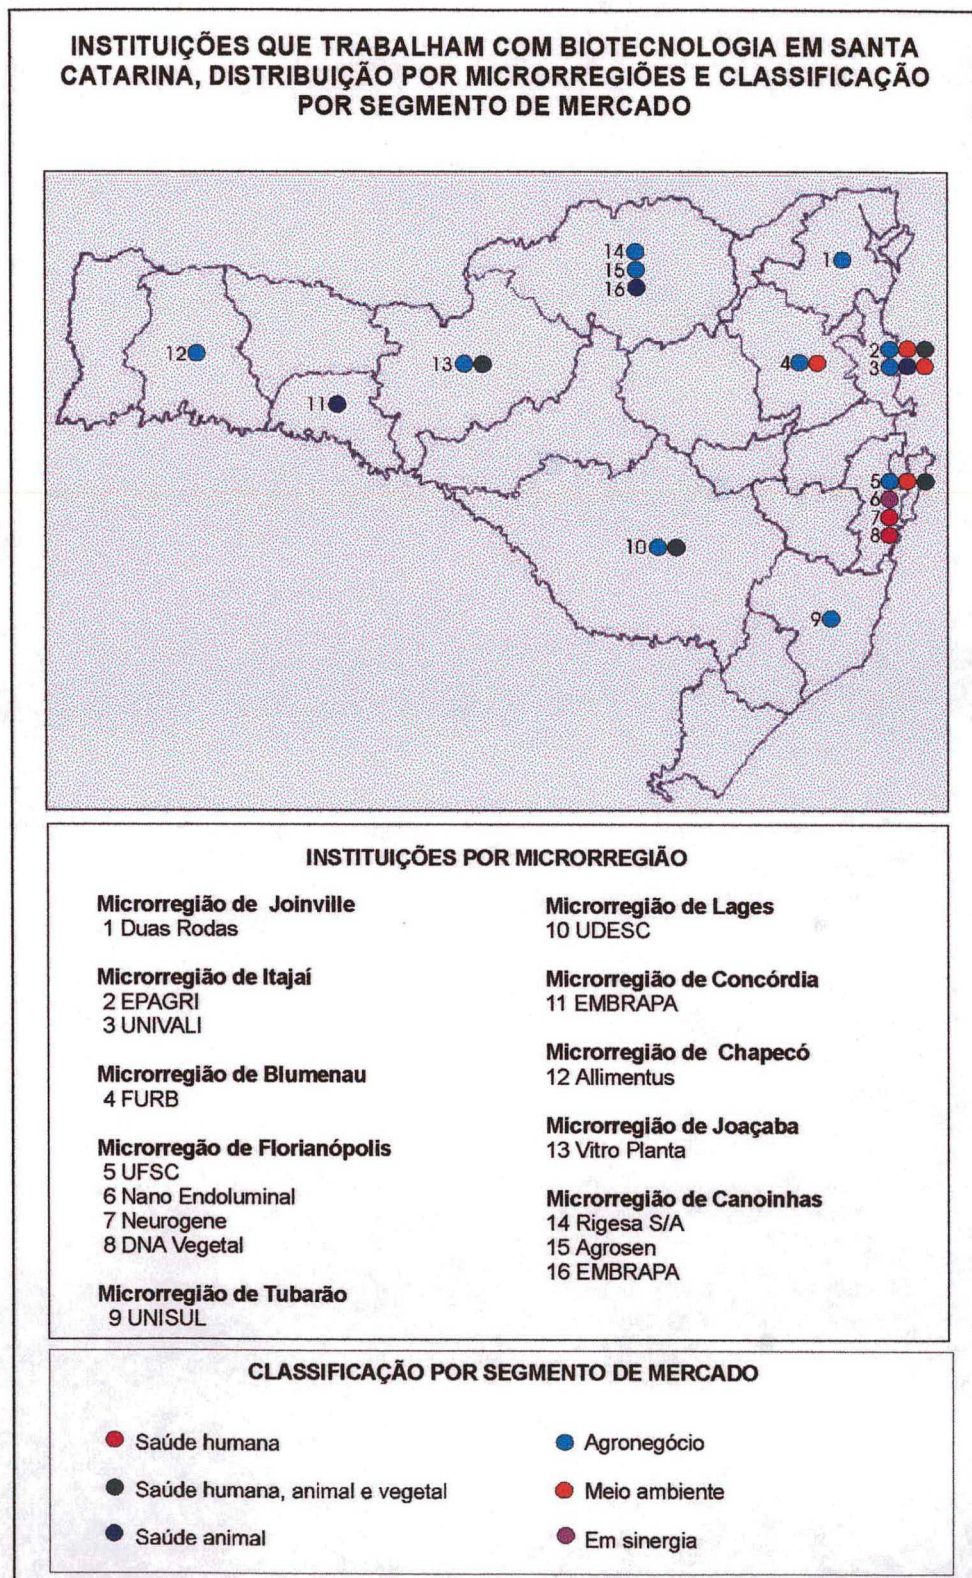 INSTITUIÇÕES QUE TRABALHAM COM BIOTECNOLOGIA EM SANTA
CATARINA, DISTRIBUIÇÃO POR MICRORREGIÕES E CLASSIFICAÇÃO
POR SEGMENTO DE MERCADO
14
15
16
1
12
13
4
2
3
11
5
6
7
8
10
9
INSTITUIÇÕES POR MICRORREGIÃO
Microrregião de Joinville
1 Duas Rodas
Microrregião de Itajaí
2 EPAGRI
3 UNIVALI
Microrregião de Blumenau
4 FURB
Microrregão de Florianópolis
5 UFSC
6 Nano Endoluminal
7 Neurogene
8 DNA Vegetal
Microrregião de Tubarão
9 UNISUL
Microrregião de Lages
10 UDESC
Microrregião de Concórdia
11 EMBRAPA
Microrregião de Chapecó
12 Allimentus
Microrregião de Joaçaba
13 Vitro Planta
Microrregião de Canoinhas
14 Rigesa S/A
15 Agrosen
16 EMBRAPA
CLASSIFICAÇÃO POR SEGMENTO DE MERCADO
Saúde humana
Saúde humana, animal e vegetal
Saúde animal
Agronegócio
Meio ambiente
Em sinergia